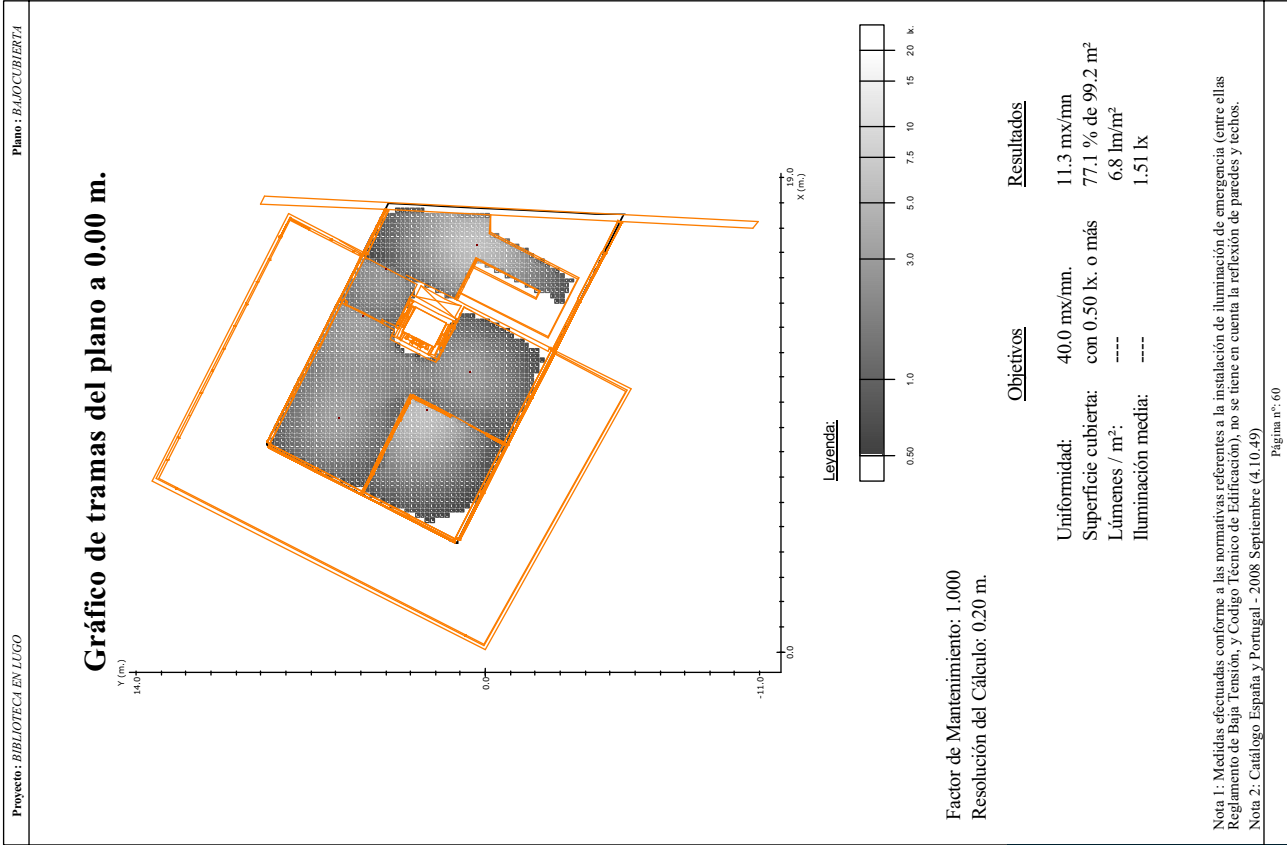 Proyecto : BIBLIOTECA EN LUGO
Plano : BAJOCUBIERTA
Gráfico de tramas del plano a 0.00 m.
Y (m.)
14.0
0.0
-11.0
0.0
19.0
X (m.)
Leyenda:
0.50
1.0
3.0
5.0
7.5
10
15
20
lx.
Factor de Mantenimiento: 1.000
Resolución del Cálculo: 0.20 m.
Objetivos
Resultados
Uniformidad: 40.0 mx/mn. 11.3 mx/mn
Superficie cubierta: con 0.50 lx. o más 77.1 % de 99.2 m²
Lúmenes / m²: ---- 6.8 lm/m²
Iluminación media: ---- 1.51 lx
Nota 1: Medidas efectuadas conforme a las normativas referentes a la instalación de iluminación de emergencia (entre ellas
Reglamento de Baja Tensión, y Codigo Técnico de Edificación), no se tiene en cuenta la reflexión de paredes y techos.
Nota 2: Catálogo España y Portugal - 2008 Septiembre (4.10.49)
Página nº: 60